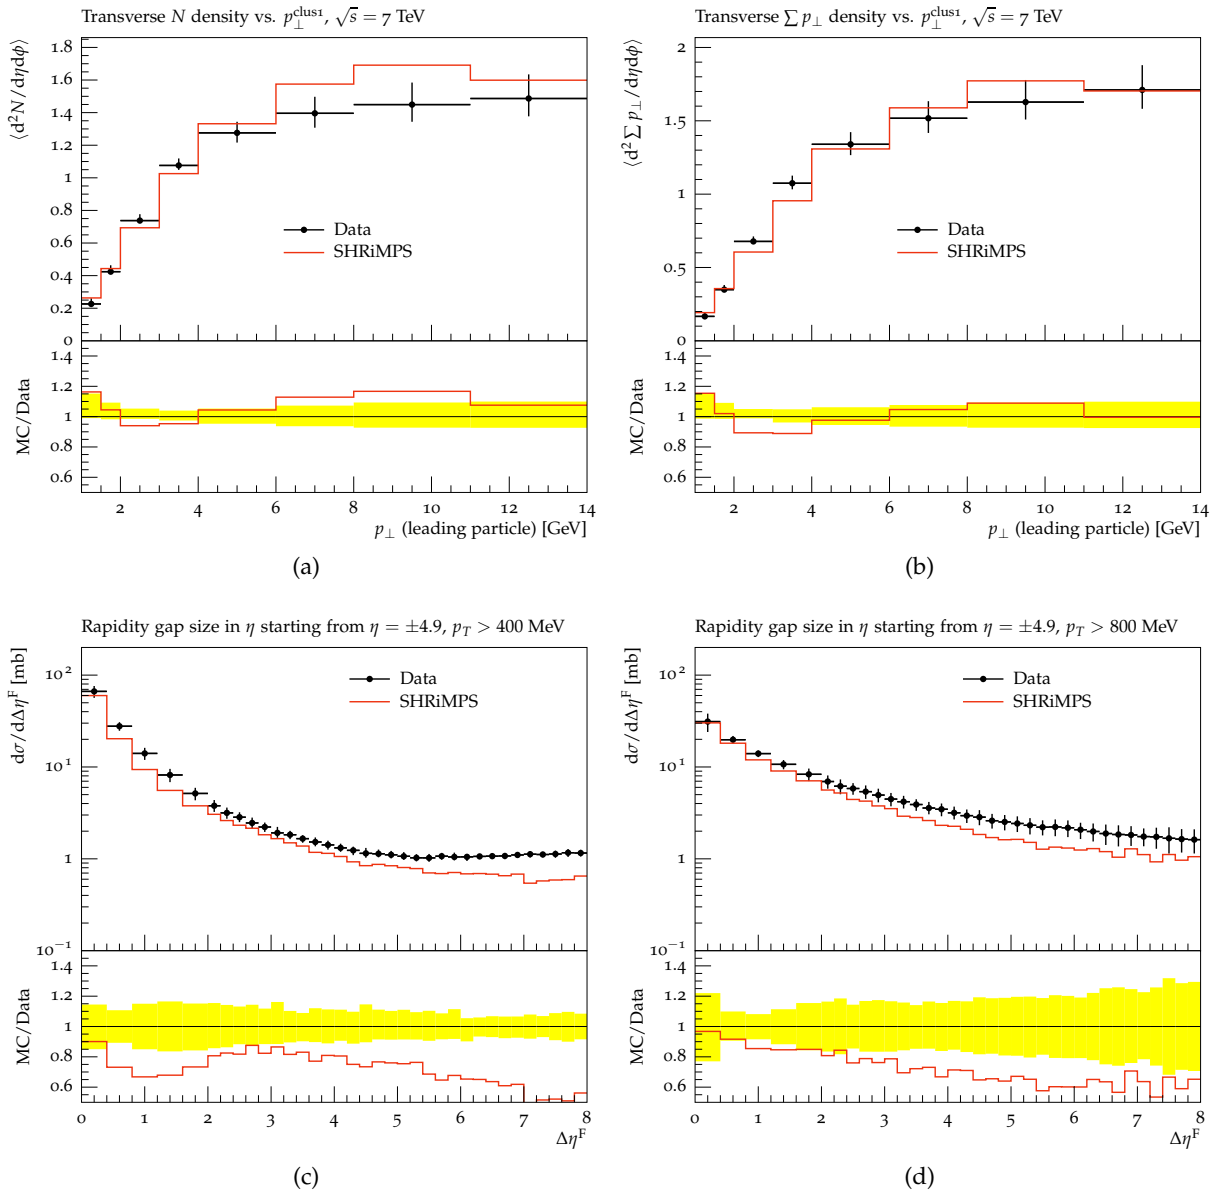 Transverse N density vs. p⊥^clus1, √s = 7 TeV
⟨d²N/dηdϕ⟩
1.8
1.6
1.4
1.2
1
0.8
0.6
0.4
0.2
0
Data
SHRiMPS
MC/Data
1.4
1.2
1
0.8
0.6
2 4 6 8 10 12 14
p⊥ (leading particle) [GeV]
(a)
Transverse ∑ p⊥ density vs. p⊥^clus1, √s = 7 TeV
⟨d² ∑ p⊥/dηdϕ⟩
2
1.5
1
0.5
0
Data
SHRiMPS
MC/Data
1.4
1.2
1
0.8
0.6
2 4 6 8 10 12 14
p⊥ (leading particle) [GeV]
(b)
Rapidity gap size in η starting from η = ±4.9, p_T > 400 MeV
dσ/dΔη^F [mb]
10²
10¹
1
10⁻¹
Data
SHRiMPS
MC/Data
1.4
1.2
1
0.8
0.6
0 1 2 3 4 5 6 7 8
Δη^F
(c)
Rapidity gap size in η starting from η = ±4.9, p_T > 800 MeV
dσ/dΔη^F [mb]
10²
10¹
1
10⁻¹
Data
SHRiMPS
MC/Data
1.4
1.2
1
0.8
0.6
0 1 2 3 4 5 6 7 8
Δη^F
(d)